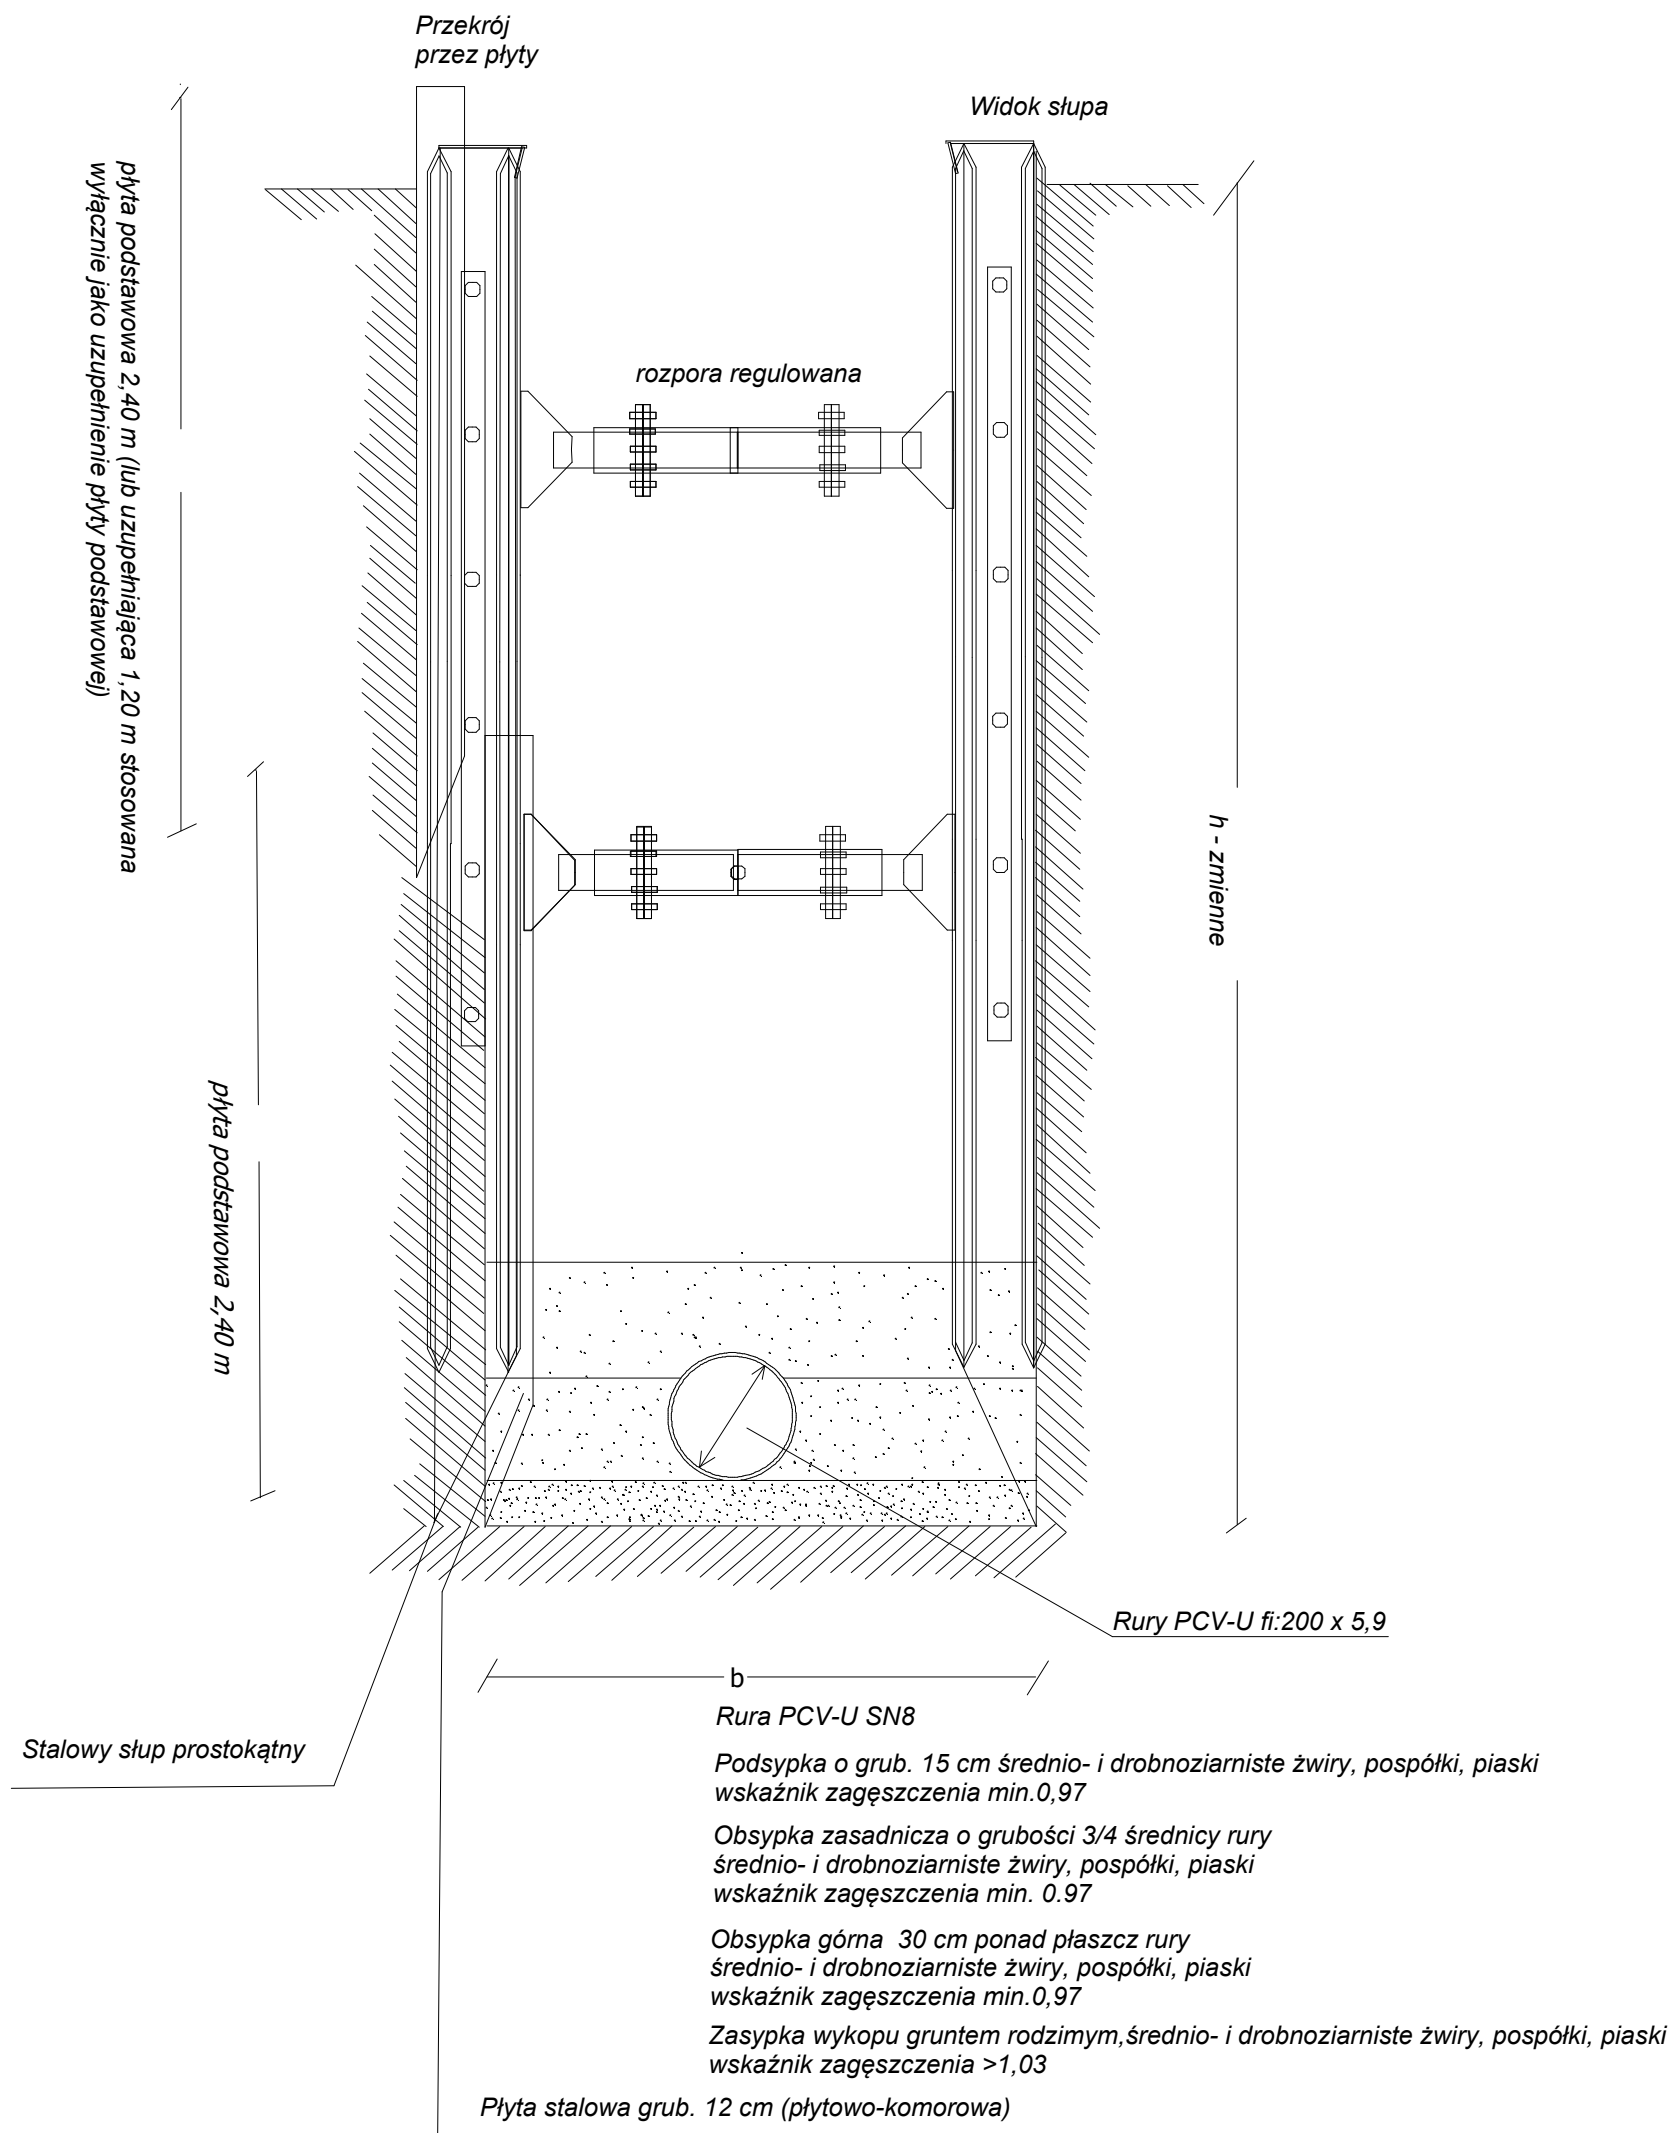 Przekrój
przez płyty
Widok słupa
płyta podstawowa 2,40 m (lub uzupełniająca 1,20 m stosowana
wyłącznie jako uzupełnienie płyty podstawowej)
rozpora regulowana
h - zmienne
płyta podstawowa 2,40 m
Rury PCV-U fi:200 x 5,9
b
Rura PCV-U SN8
Stalowy słup prostokątny
Podsypka o grub. 15 cm średnio- i drobnoziarniste żwiry, pospółki, piaski
wskaźnik zagęszczenia min.0,97
Obsypka zasadnicza o grubości 3/4 średnicy rury
średnio- i drobnoziarniste żwiry, pospółki, piaski
wskaźnik zagęszczenia min. 0.97
Obsypka górna  30 cm ponad płaszcz rury
średnio- i drobnoziarniste żwiry, pospółki, piaski
wskaźnik zagęszczenia min.0,97
Zasypka wykopu gruntem rodzimym,średnio- i drobnoziarniste żwiry, pospółki, piaski
wskaźnik zagęszczenia >1,03
Płyta stalowa grub. 12 cm (płytowo-komorowa)